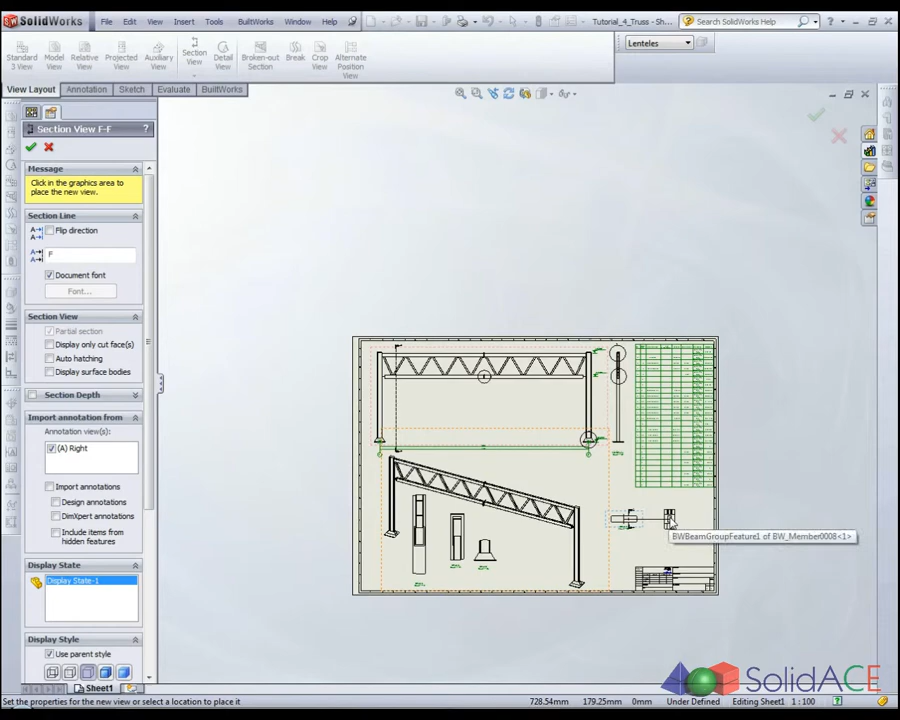 SolidWorks File Edit View Insert Tools BuiltWorks Window Help Tutorial_4_Truss - Sh... Search SolidWorks Help
Standard 3 View
Model View
Relative View
Projected View
Auxiliary View
Section View
Detail View
Broken-out Section
Break
Crop View
Alternate Position View
Lenteles
View Layout Annotation Sketch Evaluate BuiltWorks
Section View F-F ?
Message
Click in the graphics area to
place the new view.
Section Line
Flip direction
F
Document font
Font...
Section View
Partial section
Display only cut face(s)
Auto hatching
Display surface bodies
Section Depth
Import annotation from
Annotation view(s):
(A) Right
Import annotations
Design annotations
DimXpert annotations
Include items from
hidden features
Display State
Display State-1
Display Style
Use parent style
BWBeamGroupFeature1 of BW_Member0008<1>
Sheet1
SolidACE
Set the properties for the new view or select a location to place it 728.54mm 179.25mm 0mm Under Defined Editing Sheet1 1 : 100